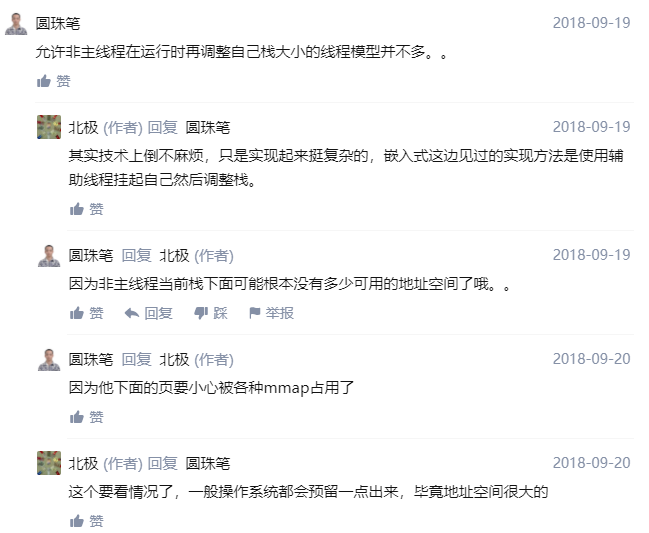 圆珠笔 2018-09-19
允许非主线程在运行时再调整自己栈大小的线程模型并不多。。
赞
北极 (作者) 回复 圆珠笔 2018-09-19
其实技术上倒不麻烦，只是实现起来挺复杂的，嵌入式这边见过的实现方法是使用辅
助线程挂起自己然后调整栈。
赞
圆珠笔 回复 北极 (作者) 2018-09-19
因为非主线程当前栈下面可能根本没有多少可用的地址空间了哦。。
赞 回复 踩 举报
圆珠笔 回复 北极 (作者) 2018-09-20
因为他下面的页要小心被各种mmap占用了
赞
北极 (作者) 回复 圆珠笔 2018-09-20
这个要看情况了，一般操作系统都会预留一点出来，毕竟地址空间很大的
赞